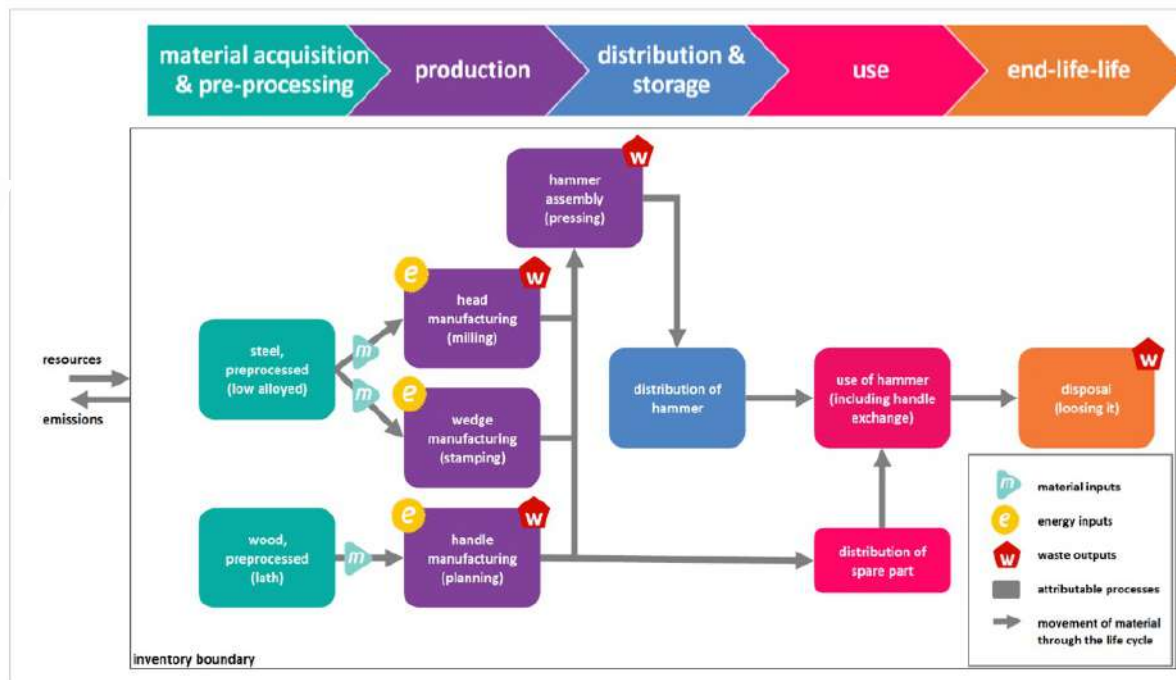 material acquisition
& pre-processing
production
distribution &
storage
use
end-life-life
W
hammer
assembly
(pressing)
e
W
head
manufacturing
(milling)
steel,
preprocessed
(low alloyed)
m
m
resources
emissions
e
wedge
manufacturing
(stamping)
distribution of
hammer
use of hammer
(including handle
exchange)
W
disposal
(loosing it)
wood,
preprocessed
(lath)
m
e
W
handle
manufacturing
(planning)
distribution of
spare part
m material inputs
e energy inputs
W waste outputs
attributable processes
movement of material
through the life cycle
inventory boundary